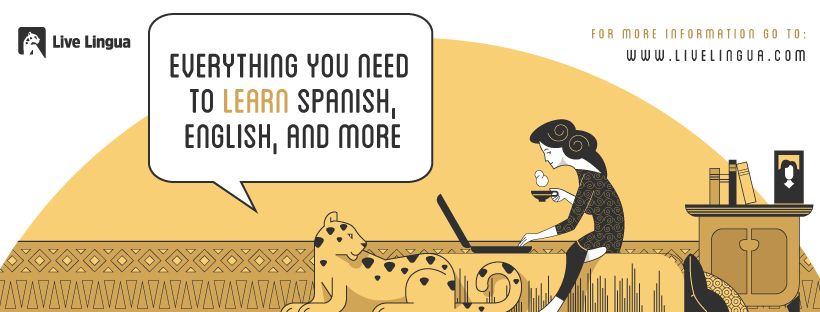 Live Lingua
EVERYTHING YOU NEED
TO LEARN SPANISH,
ENGLISH, AND MORE
FOR MORE INFORMATION GO TO:
WWW.LIVELINGUA.COM